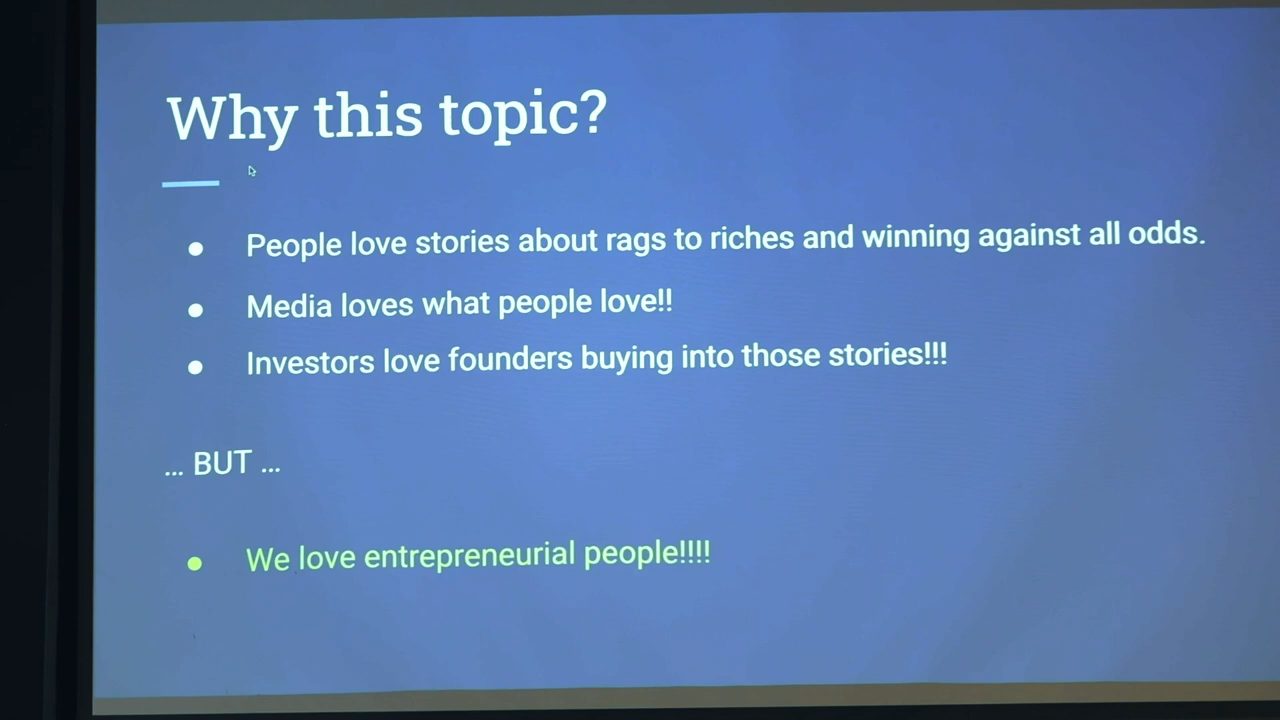 Why this topic?
● People love stories about rags to riches and winning against all odds.
● Media loves what people love!!
● Investors love founders buying into those stories!!!
... BUT ...
● We love entrepreneurial people!!!!